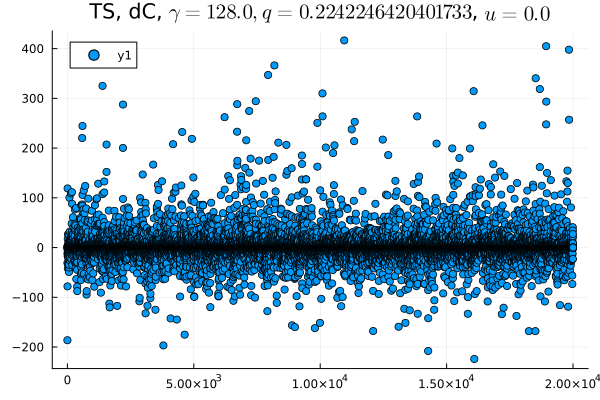 TS, dC, γ = 128.0, q = 0.2242246420401733, u = 0.0
400
y1
300
200
100
0
−100
−200
0 5.00×10³ 1.00×10⁴ 1.50×10⁴ 2.00×10⁴